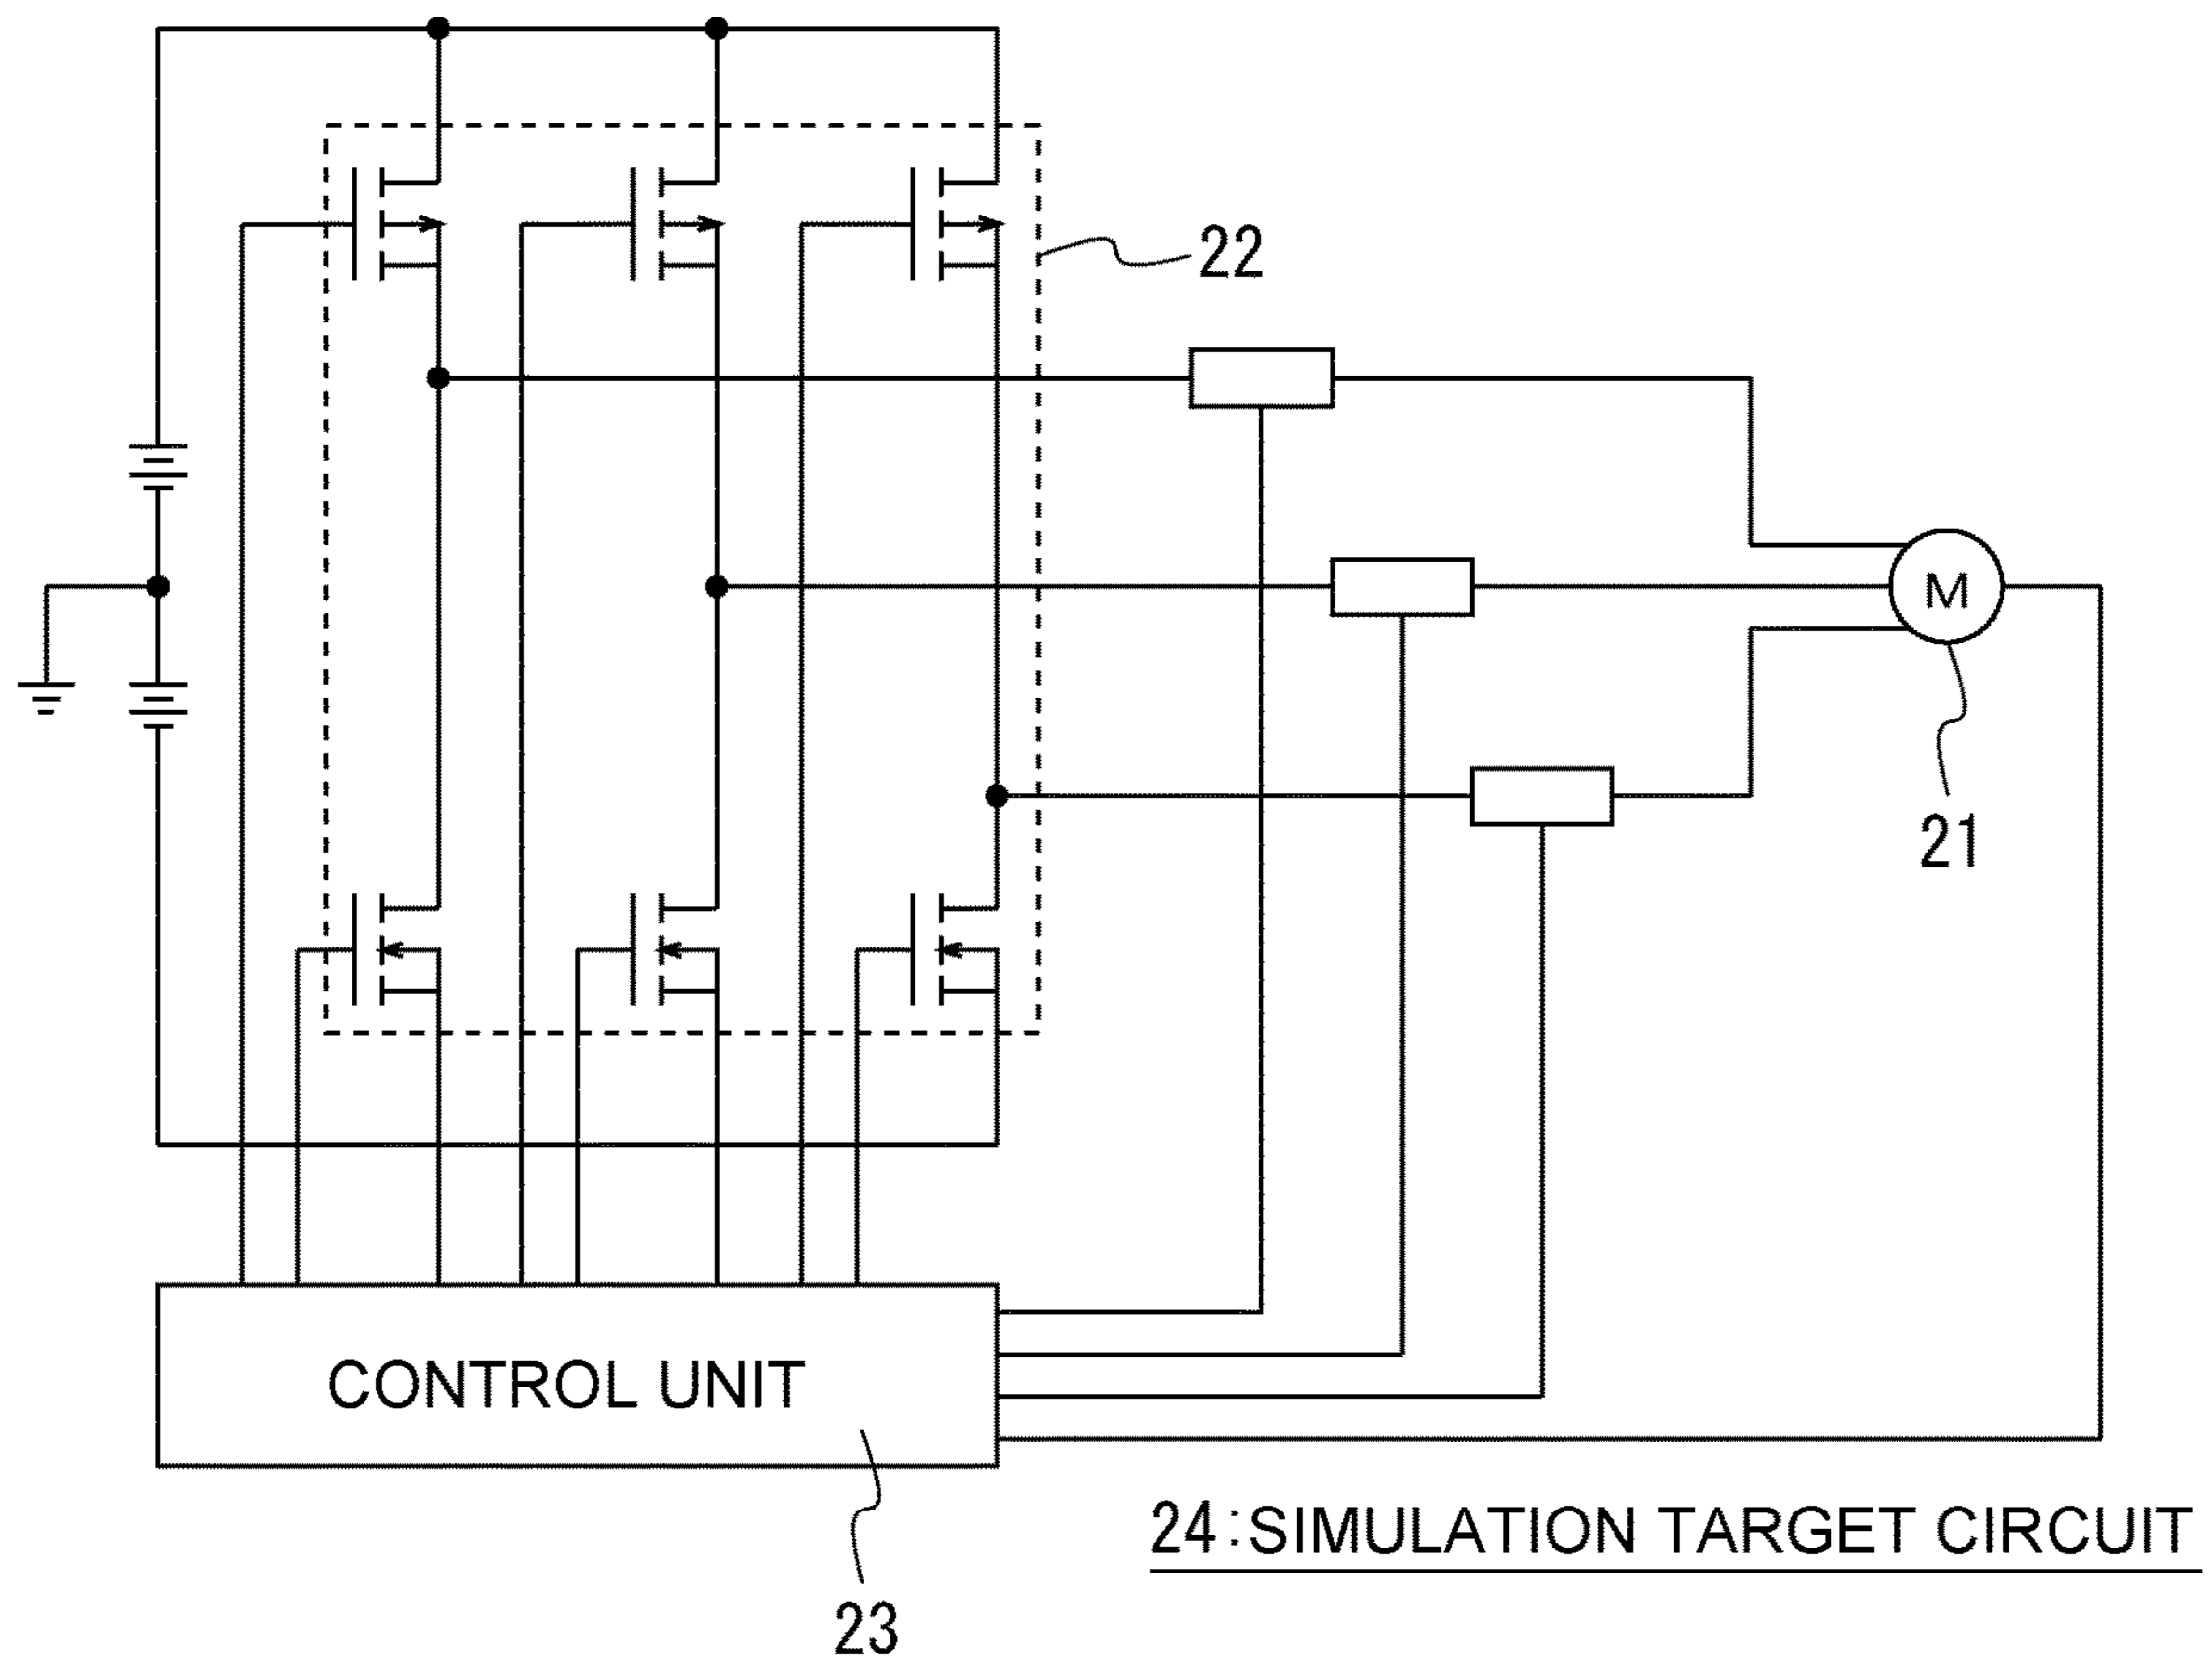 22
M
21
CONTROL UNIT
24:SIMULATION TARGET CIRCUIT
23